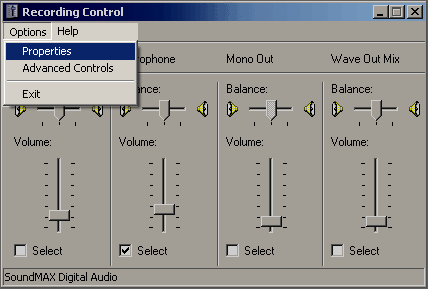 Recording Control
Options Help
Properties
Advanced Controls
Exit
ophone Mono Out Wave Out Mix
ance: Balance: Balance:
Volume: Volume: Volume: Volume:
Select Select Select Select
SoundMAX Digital Audio